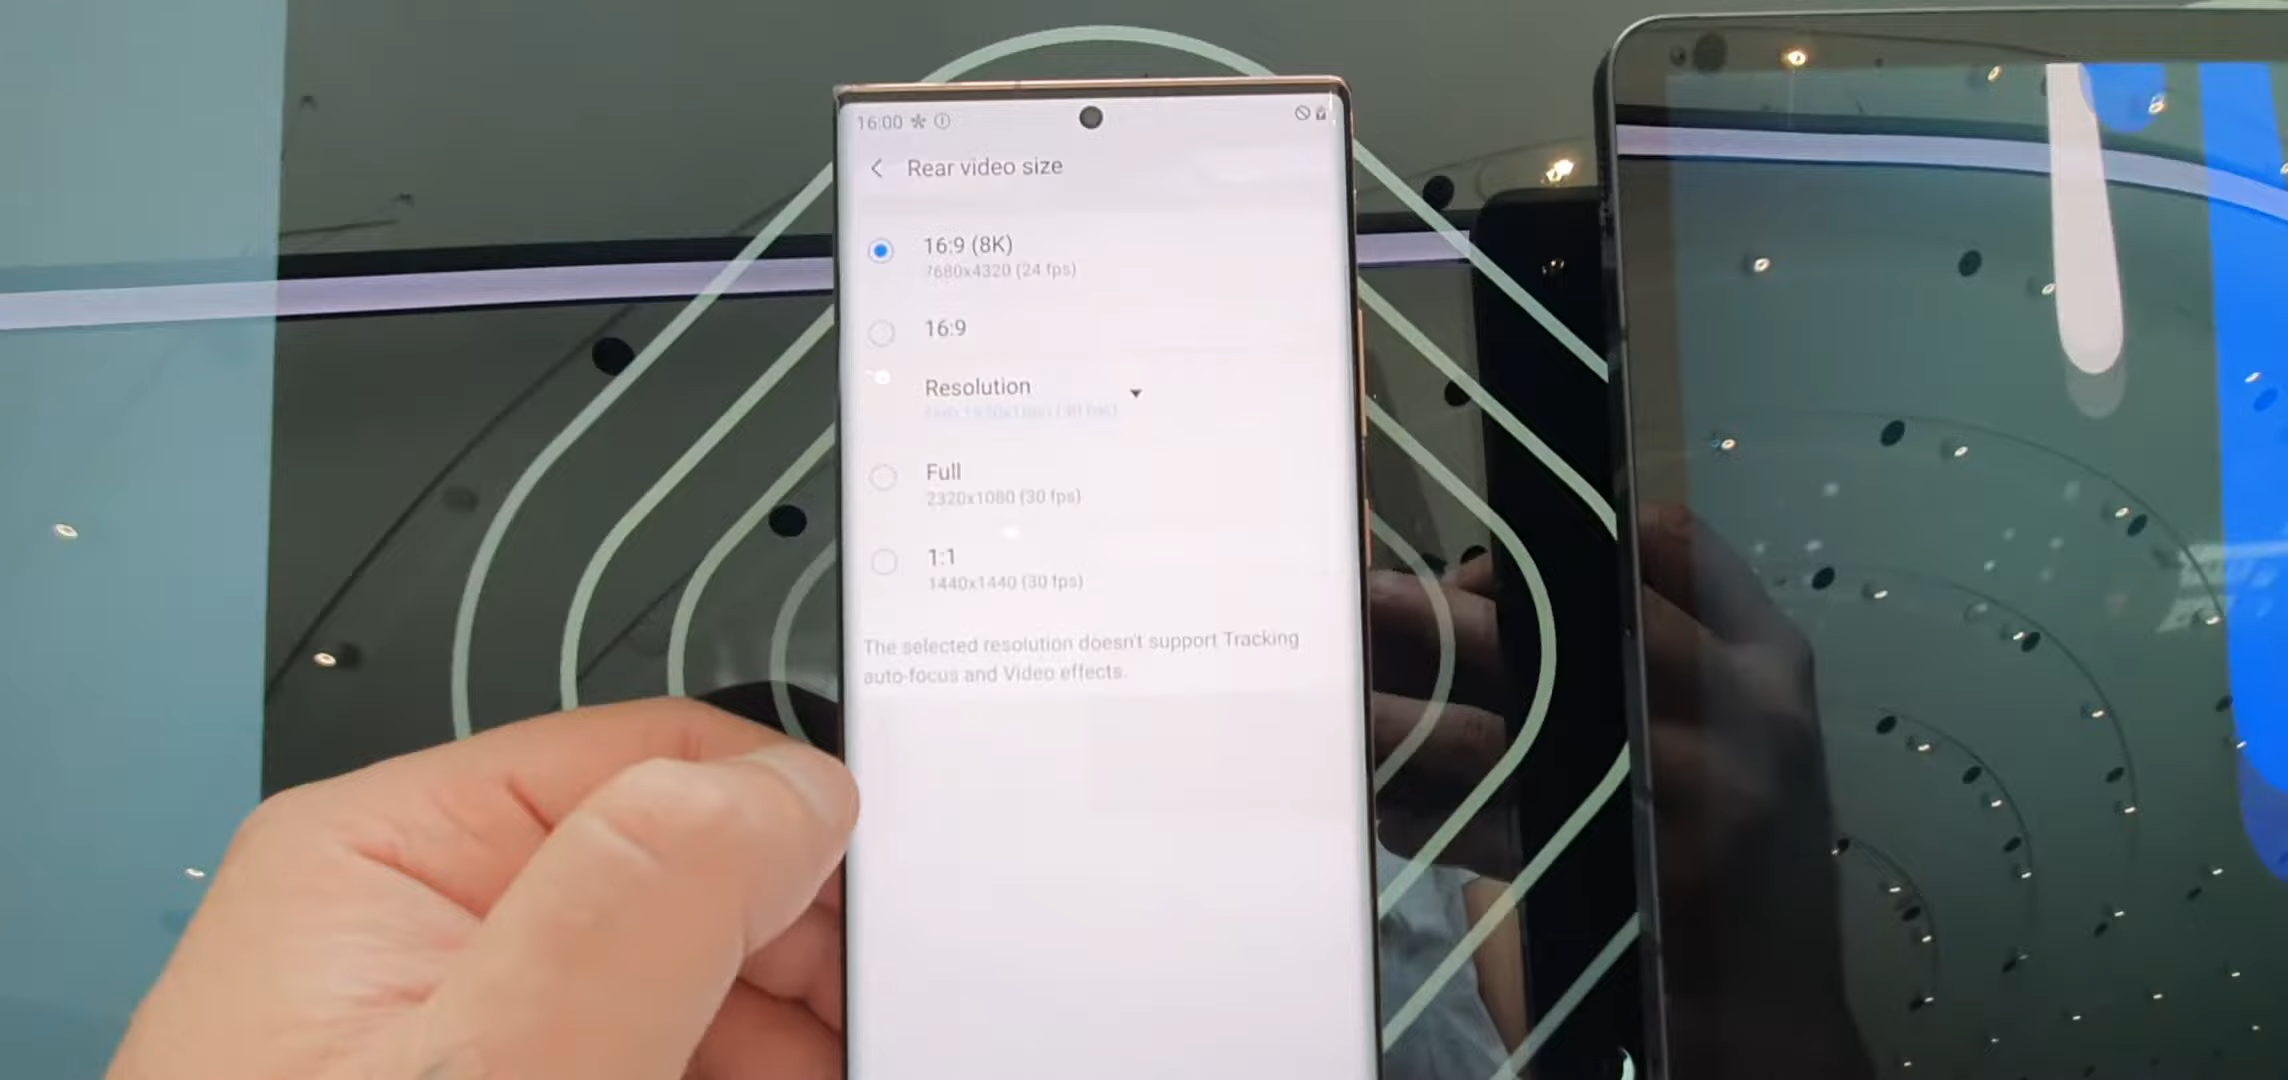 16:00
Rear video size
16:9 (8K)
7680x4320 (24 fps)
16:9
Resolution
Full
2320x1080 (30 fps)
1:1
1440x1440 (30 fps)
The selected resolution doesn't support Tracking
auto-focus and Video effects.